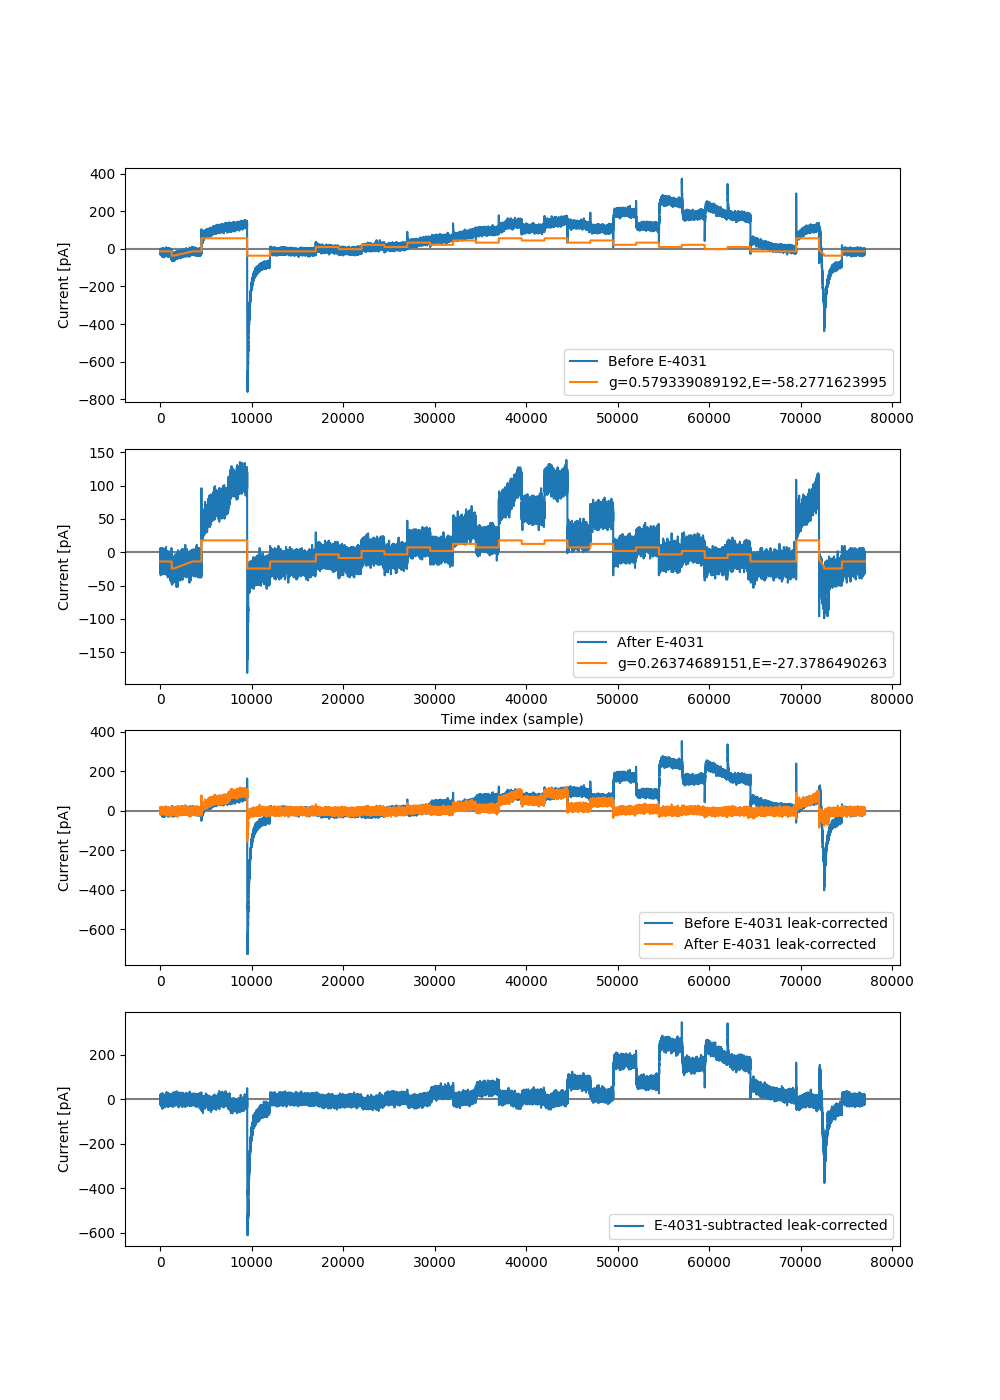 400
200
0
−200
−400
−600
−800
Current [pA]
Before E-4031
g=0.579339089192,E=-58.2771623995
0 10000 20000 30000 40000 50000 60000 70000 80000
150
100
50
0
−50
−100
−150
Current [pA]
After E-4031
g=0.26374689151,E=-27.3786490263
0 10000 20000 30000 40000 50000 60000 70000 80000
Time index (sample)
400
200
0
−200
−400
−600
Current [pA]
Before E-4031 leak-corrected
After E-4031 leak-corrected
0 10000 20000 30000 40000 50000 60000 70000 80000
200
0
−200
−400
−600
Current [pA]
E-4031-subtracted leak-corrected
0 10000 20000 30000 40000 50000 60000 70000 80000